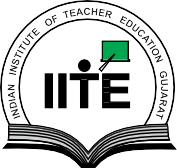 INDIAN INSTITUTE OF TEACHER EDUCATION GUJARAT
IITE